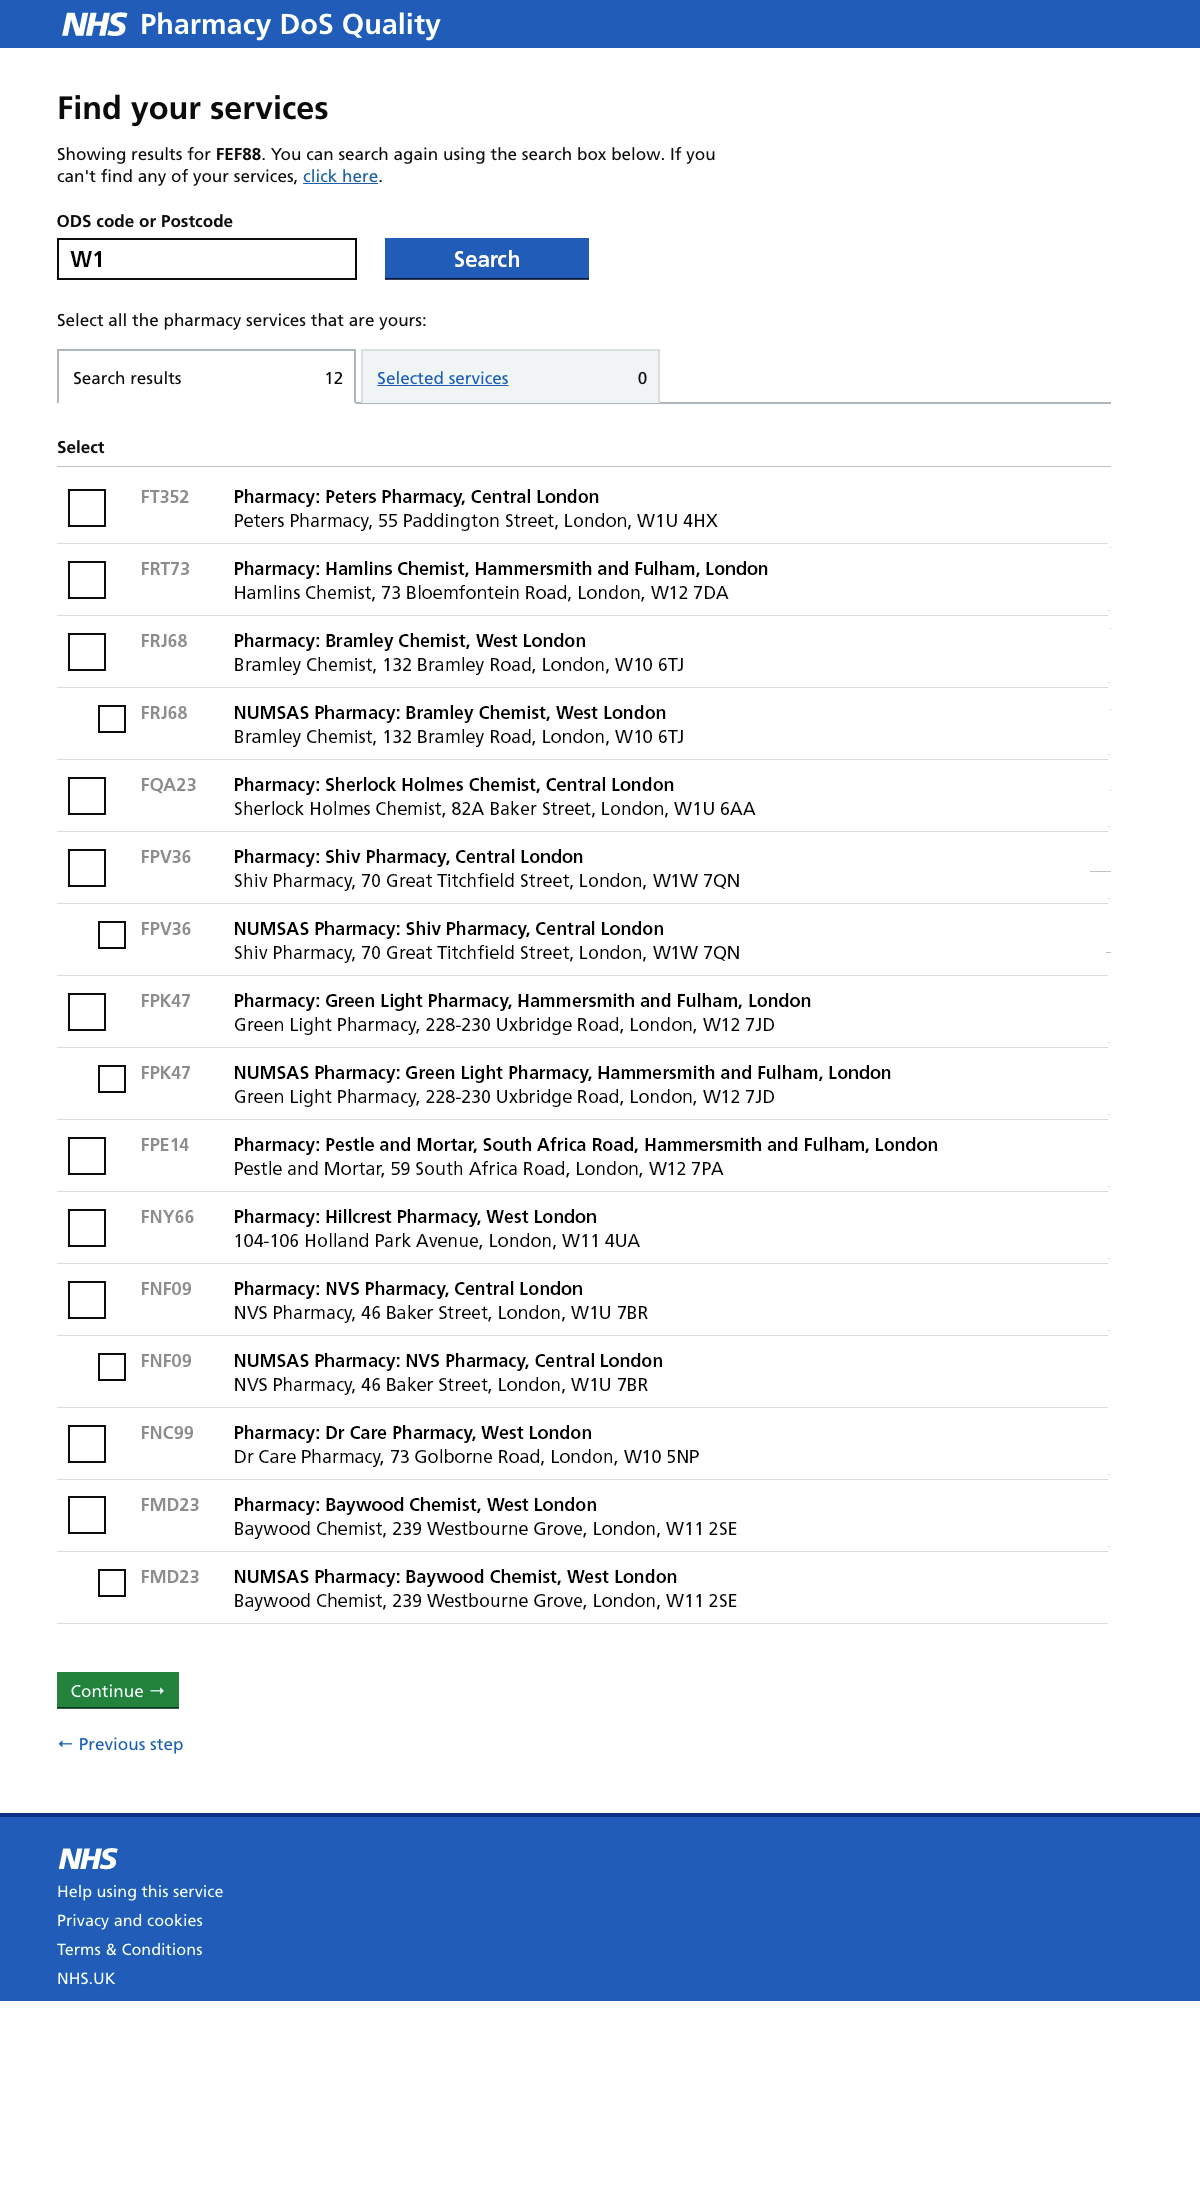 NHS Pharmacy DoS Quality
Find your services
Showing results for FEF88. You can search again using the search box below. If you
can't find any of your services, click here.
ODS code or Postcode
W1 Search
Select all the pharmacy services that are yours:
Search results 12 Selected services 0
Select
FT352 Pharmacy: Peters Pharmacy, Central London
Peters Pharmacy, 55 Paddington Street, London, W1U 4HX
FRT73 Pharmacy: Hamlins Chemist, Hammersmith and Fulham, London
Hamlins Chemist, 73 Bloemfontein Road, London, W12 7DA
FRJ68 Pharmacy: Bramley Chemist, West London
Bramley Chemist, 132 Bramley Road, London, W10 6TJ
FRJ68 NUMSAS Pharmacy: Bramley Chemist, West London
Bramley Chemist, 132 Bramley Road, London, W10 6TJ
FQA23 Pharmacy: Sherlock Holmes Chemist, Central London
Sherlock Holmes Chemist, 82A Baker Street, London, W1U 6AA
FPV36 Pharmacy: Shiv Pharmacy, Central London
Shiv Pharmacy, 70 Great Titchfield Street, London, W1W 7QN
FPV36 NUMSAS Pharmacy: Shiv Pharmacy, Central London
Shiv Pharmacy, 70 Great Titchfield Street, London, W1W 7QN
FPK47 Pharmacy: Green Light Pharmacy, Hammersmith and Fulham, London
Green Light Pharmacy, 228-230 Uxbridge Road, London, W12 7JD
FPK47 NUMSAS Pharmacy: Green Light Pharmacy, Hammersmith and Fulham, London
Green Light Pharmacy, 228-230 Uxbridge Road, London, W12 7JD
FPE14 Pharmacy: Pestle and Mortar, South Africa Road, Hammersmith and Fulham, London
Pestle and Mortar, 59 South Africa Road, London, W12 7PA
FNY66 Pharmacy: Hillcrest Pharmacy, West London
104-106 Holland Park Avenue, London, W11 4UA
FNF09 Pharmacy: NVS Pharmacy, Central London
NVS Pharmacy, 46 Baker Street, London, W1U 7BR
FNF09 NUMSAS Pharmacy: NVS Pharmacy, Central London
NVS Pharmacy, 46 Baker Street, London, W1U 7BR
FNC99 Pharmacy: Dr Care Pharmacy, West London
Dr Care Pharmacy, 73 Golborne Road, London, W10 5NP
FMD23 Pharmacy: Baywood Chemist, West London
Baywood Chemist, 239 Westbourne Grove, London, W11 2SE
FMD23 NUMSAS Pharmacy: Baywood Chemist, West London
Baywood Chemist, 239 Westbourne Grove, London, W11 2SE
Continue →
← Previous step
NHS
Help using this service
Privacy and cookies
Terms & Conditions
NHS.UK